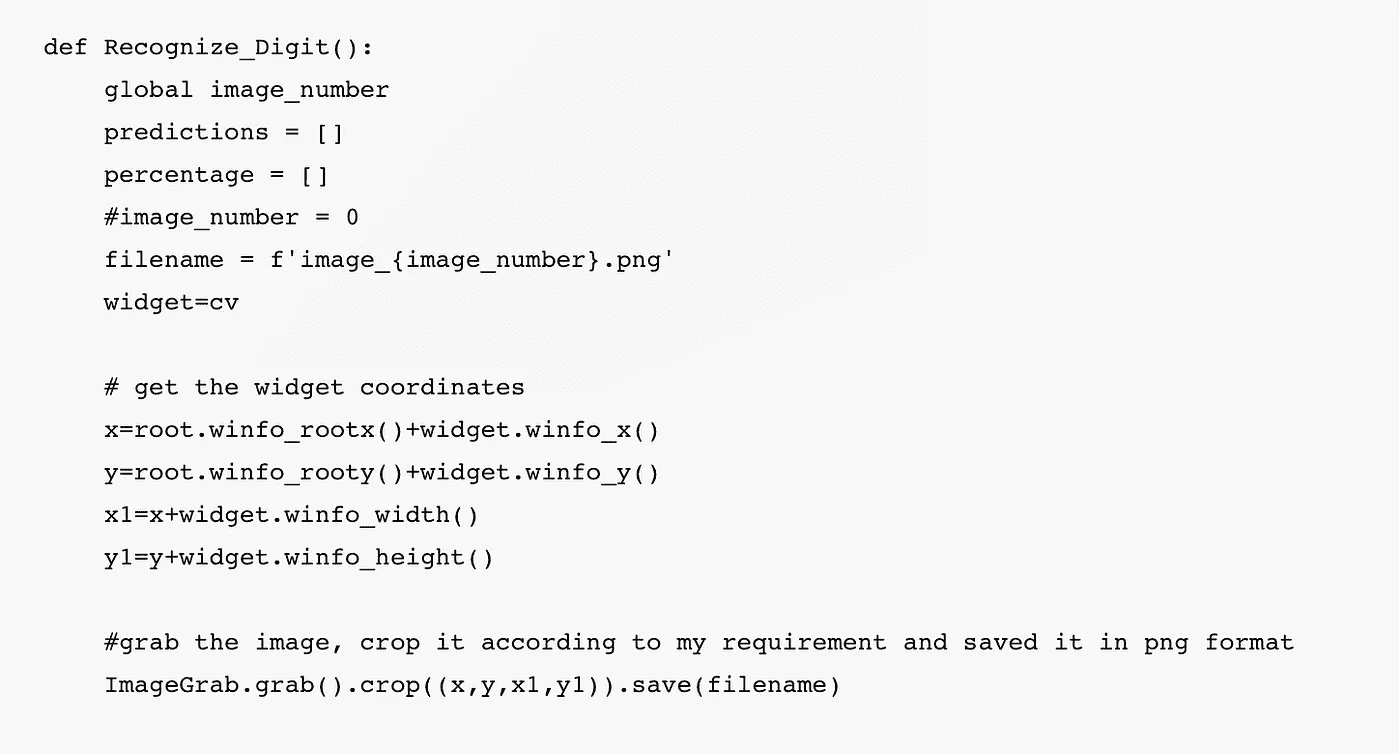 def Recognize_Digit():
    global image_number
    predictions = []
    percentage = []
    #image_number = 0
    filename = f'image_{image_number}.png'
    widget=cv

    # get the widget coordinates
    x=root.winfo_rootx()+widget.winfo_x()
    y=root.winfo_rooty()+widget.winfo_y()
    x1=x+widget.winfo_width()
    y1=y+widget.winfo_height()

    #grab the image, crop it according to my requirement and saved it in png format
    ImageGrab.grab().crop((x,y,x1,y1)).save(filename)